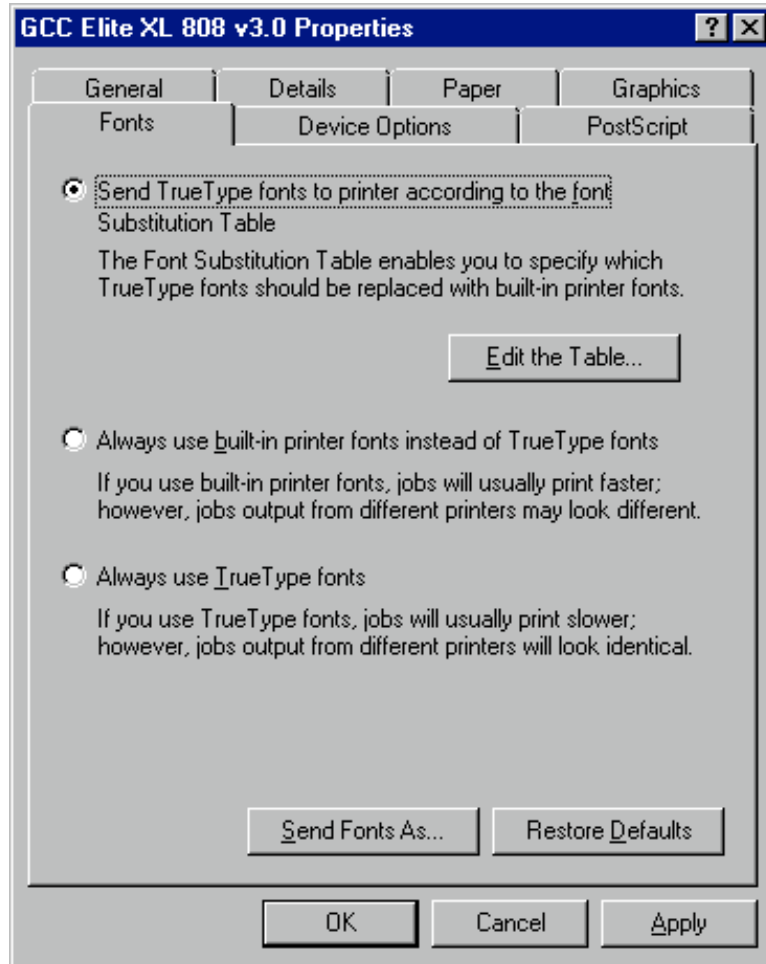 GCC Elite XL 808 v3.0 Properties
General Details Paper Graphics
Fonts Device Options PostScript
Send TrueType fonts to printer according to the font
Substitution Table
The Font Substitution Table enables you to specify which
TrueType fonts should be replaced with built-in printer fonts.
Edit the Table...
Always use built-in printer fonts instead of TrueType fonts
If you use built-in printer fonts, jobs will usually print faster;
however, jobs output from different printers may look different.
Always use TrueType fonts
If you use TrueType fonts, jobs will usually print slower;
however, jobs output from different printers will look identical.
Send Fonts As... Restore Defaults
OK Cancel Apply